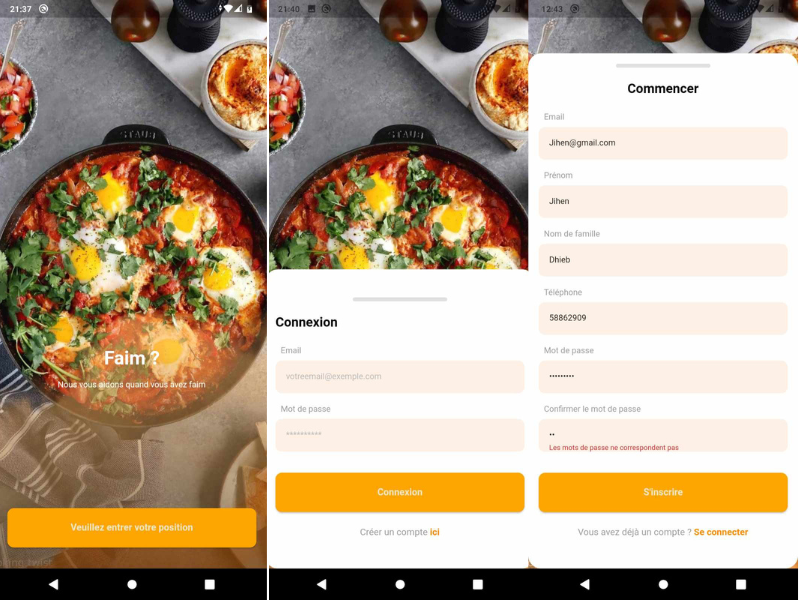 21:37
STAUB
Faim ?
Nous vous aidons quand vous avez faim
Veuillez entrer votre position
21:40
STAUB
Connexion
Email
votreemail@exemple.com
Mot de passe
**********
Connexion
Créer un compte ici
12:43
Commencer
Email
Jihen@gmail.com
Prénom
Jihen
Nom de famille
Dhieb
Téléphone
58862909
Mot de passe
•••••••••
Confirmer le mot de passe
••
Les mots de passe ne correspondent pas
S'inscrire
Vous avez déjà un compte ? Se connecter